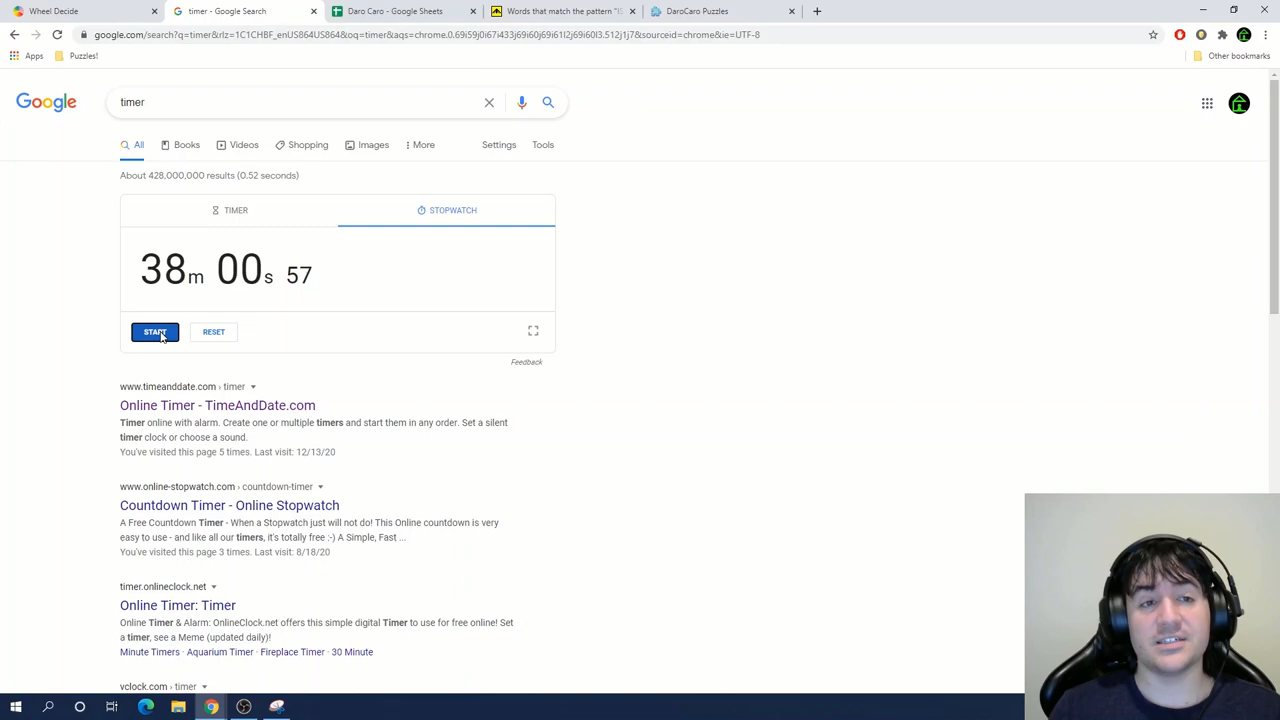 Wheel Decide
timer - Google Search
Daro Caro - Google Sheets
Words that match the pattern "IS
DaroCaro Puzzles
google.com/search?q=timer&rlz=1C1CHBF_enUS864US864&oq=timer&aqs=chrome.0.69i59j0i67i433j69i60j69i61l2j69i60l3.512j1j7&sourceid=chrome&ie=UTF-8
Apps
Puzzles!
Other bookmarks
Google
timer
All
Books
Videos
Shopping
Images
More
Settings
Tools
About 428,000,000 results (0.52 seconds)
TIMER
STOPWATCH
38m 00s 57
START
RESET
Feedback
www.timeanddate.com › timer
Online Timer - TimeAndDate.com
Timer online with alarm. Create one or multiple timers and start them in any order. Set a silent
timer clock or choose a sound.
You've visited this page 5 times. Last visit: 12/13/20
www.online-stopwatch.com › countdown-timer
Countdown Timer - Online Stopwatch
A Free Countdown Timer - When a Stopwatch just will not do! This Online countdown is very
easy to use - and like all our timers, it's totally free :-) A Simple, Fast ...
You've visited this page 3 times. Last visit: 8/18/20
timer.onlineclock.net
Online Timer: Timer
Online Timer & Alarm: OnlineClock.net offers this simple digital Timer to use for free online! Set
a timer, see a Meme (updated daily)!
Minute Timers · Aquarium Timer · Fireplace Timer · 30 Minute
vclock.com › timer